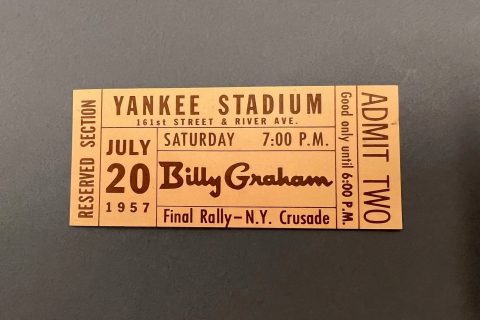 RESERVED SECTION
YANKEE STADIUM
161st STREET & RIVER AVE.
JULY
20
1957
SATURDAY 7:00 P.M.
Billy Graham
Final Rally—N.Y. Crusade
Good only until 6:00 P.M.
ADMIT TWO